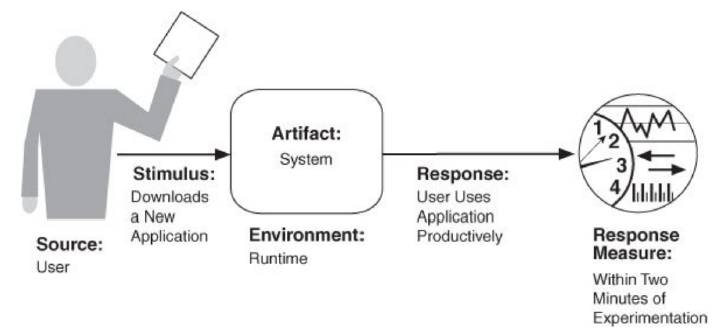 Artifact:
System
Stimulus:
Downloads
a New
Application
Source:
User
Environment:
Runtime
Response:
User Uses
Application
Productively
1
2
3
4
Response
Measure:
Within Two
Minutes of
Experimentation